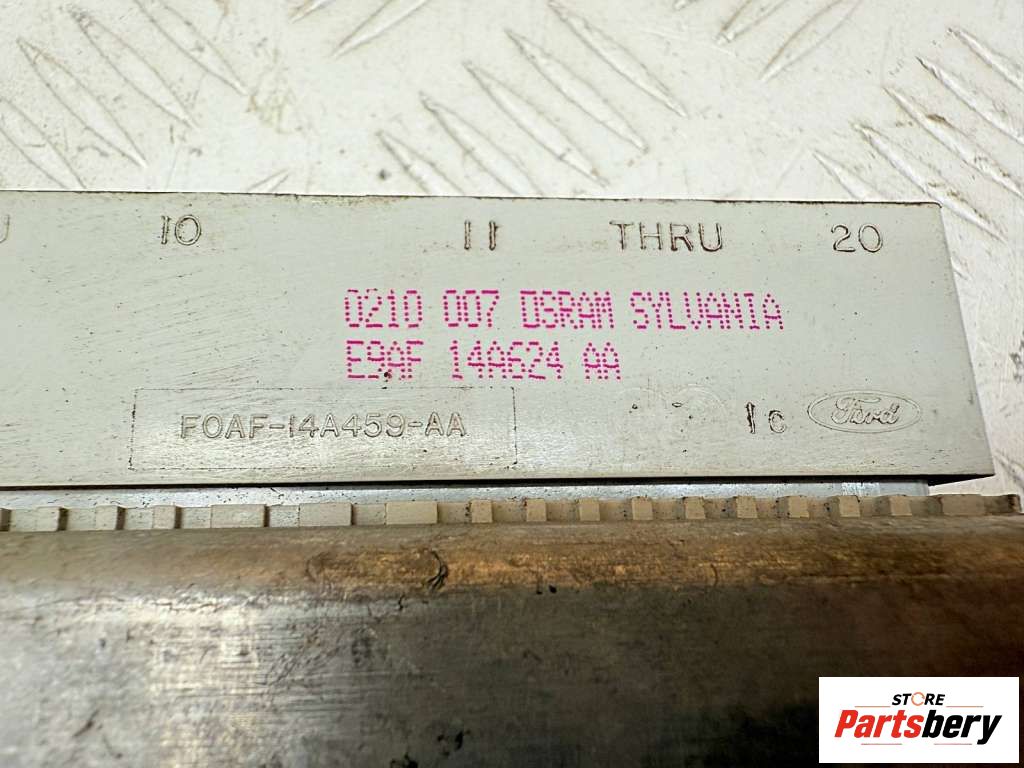 10 11 THRU 20
0210 007 OSRAM SYLVANIA
E9AF 14A624 AA
F0AF-14A459-AA
1C Ford
STORE
Partsbery